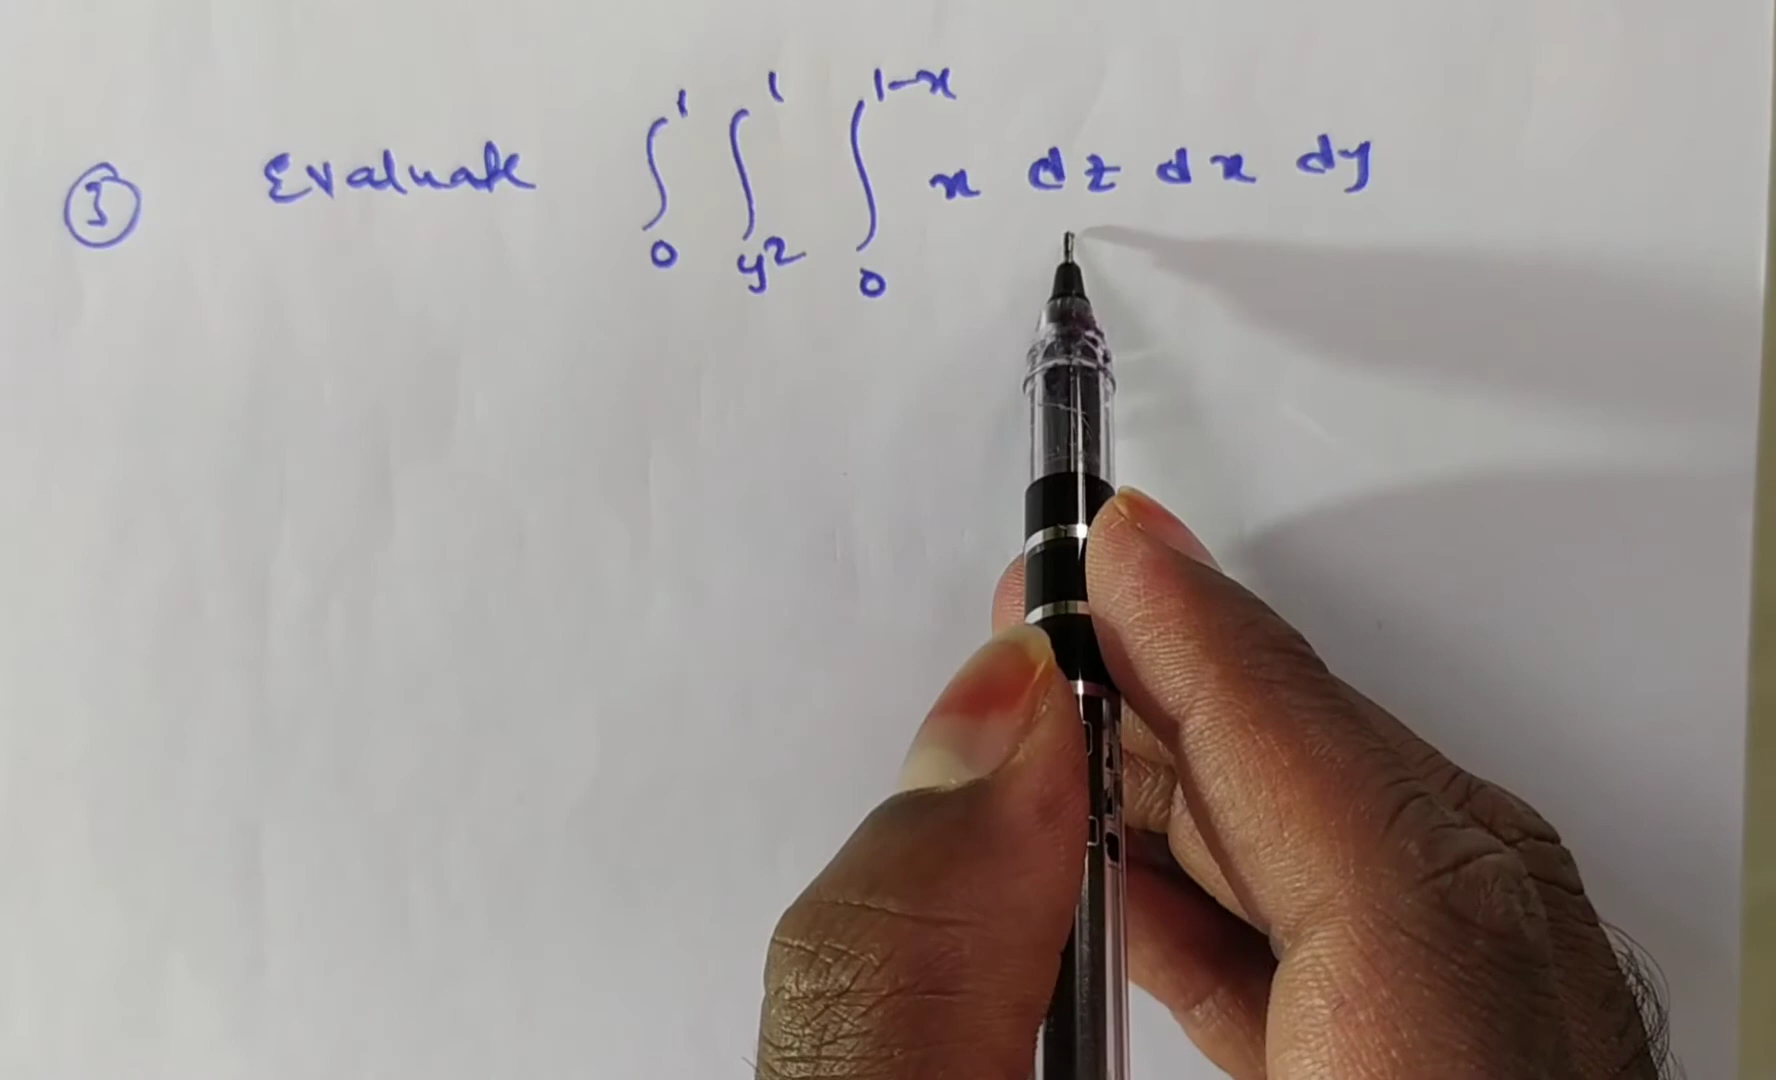 ③ Evaluate ∫₀¹ ∫_{y²}^{1} ∫₀^{1-x} x dz dx dy